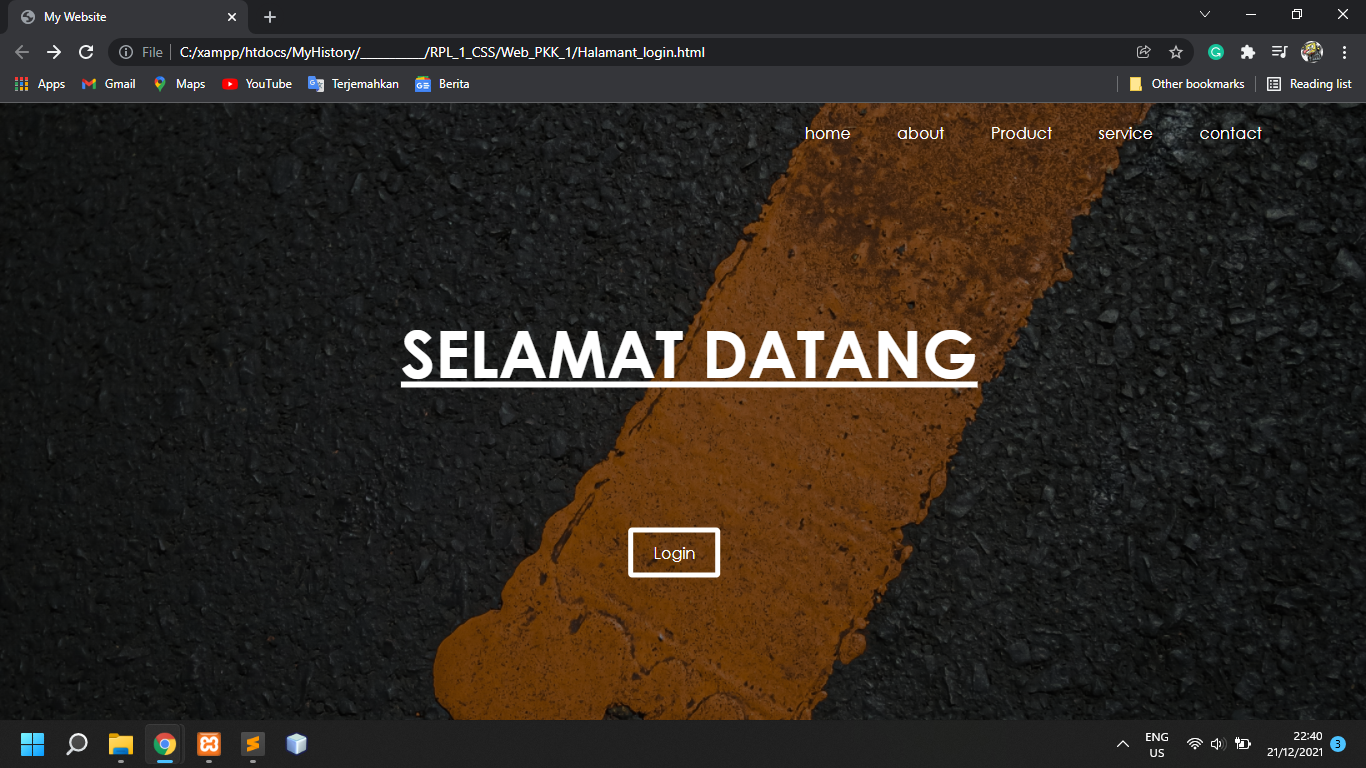 My Website
File C:/xampp/htdocs/MyHistory/__________/RPL_1_CSS/Web_PKK_1/Halamant_login.html
Apps Gmail Maps YouTube Terjemahkan Berita Other bookmarks Reading list
home about Product service contact
SELAMAT DATANG
Login
ENG 22:40
US 21/12/2021 3